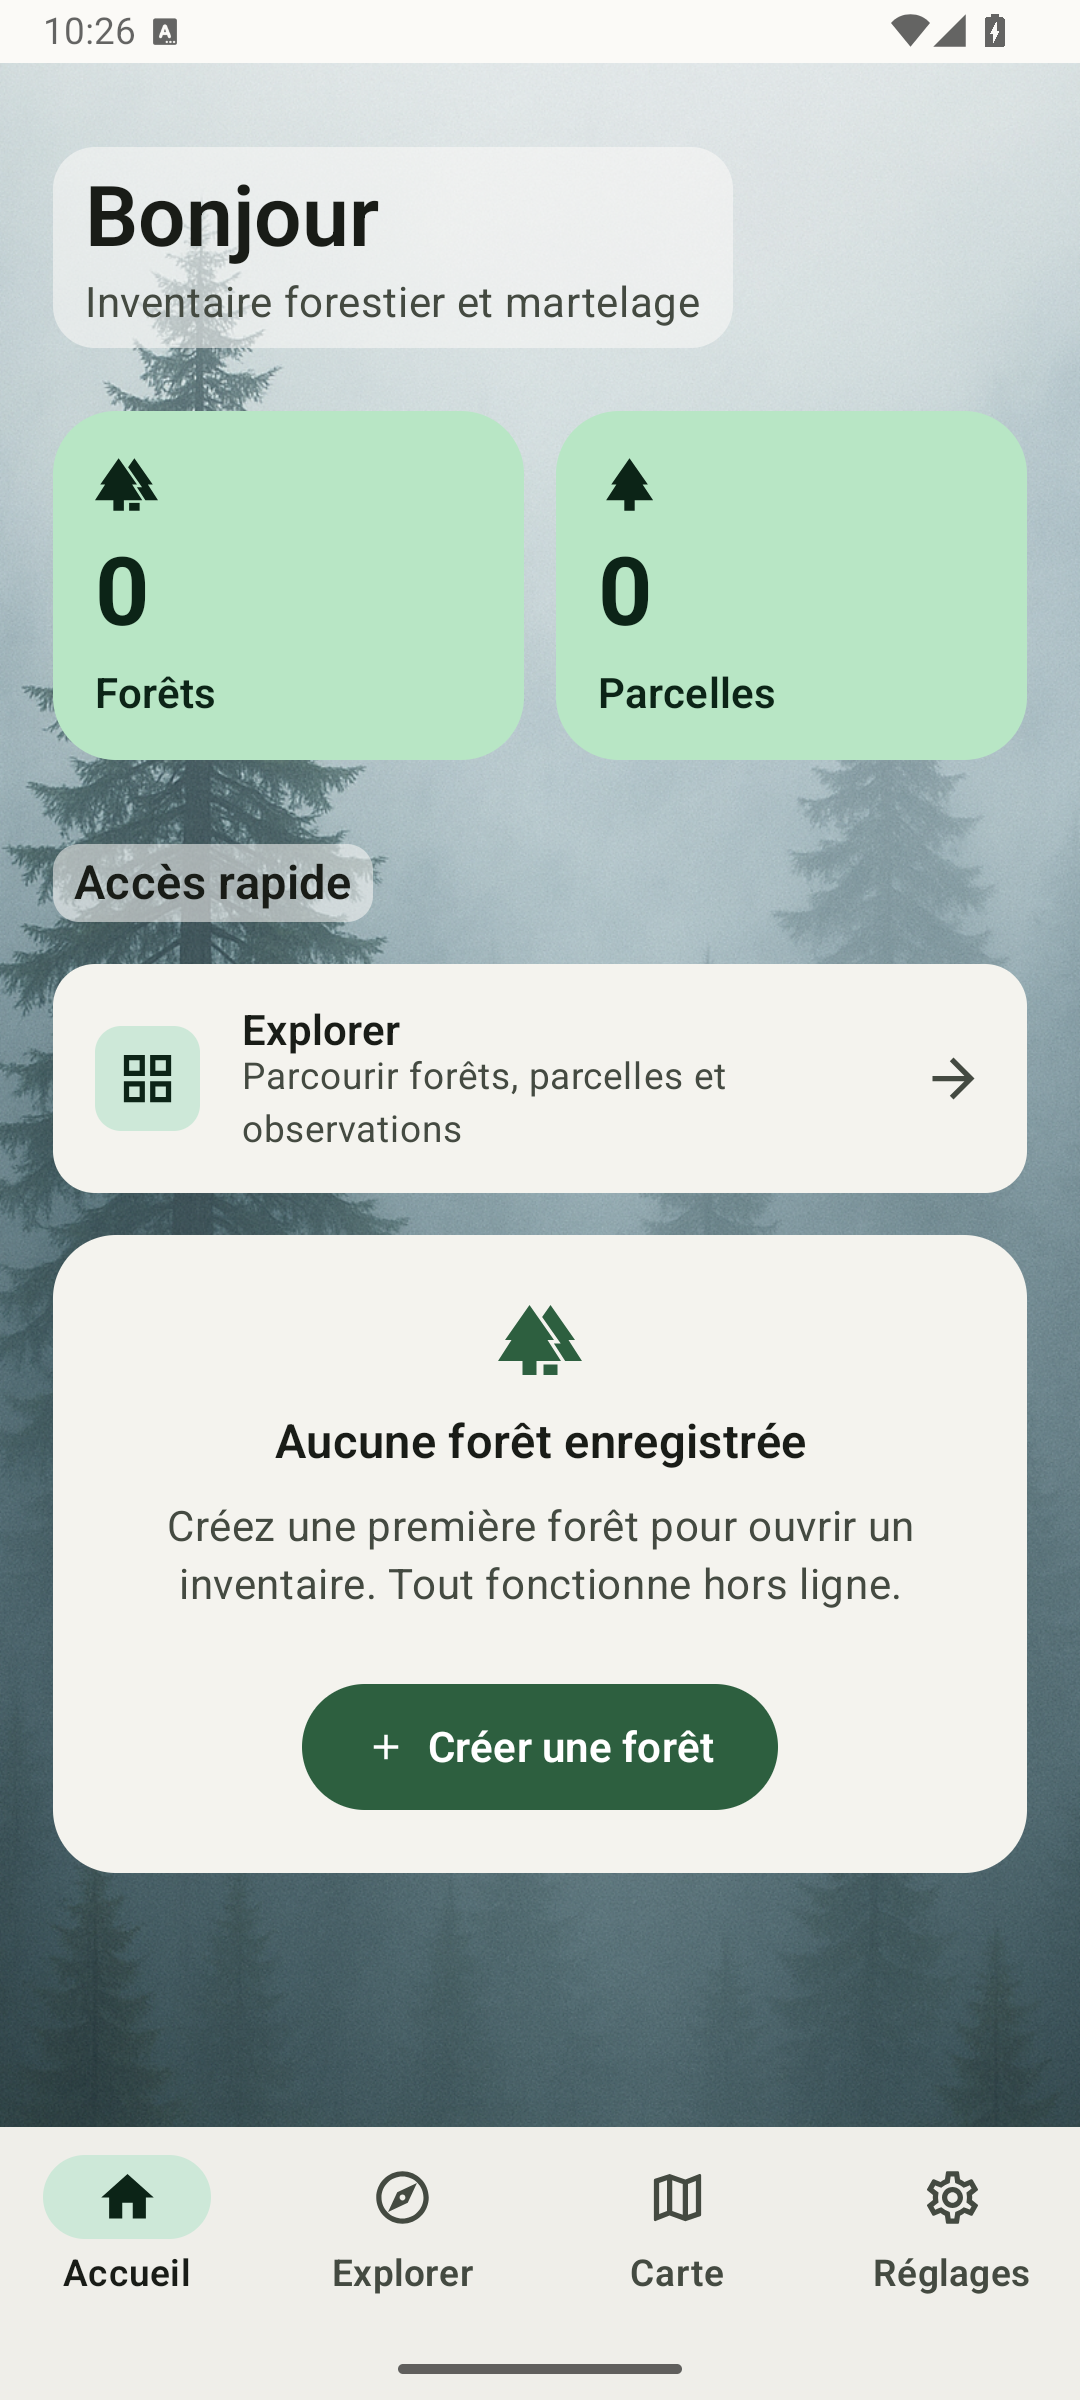 10:26
Bonjour
Inventaire forestier et martelage
0
Forêts
0
Parcelles
Accès rapide
Explorer
Parcourir forêts, parcelles et
observations
Aucune forêt enregistrée
Créez une première forêt pour ouvrir un
inventaire. Tout fonctionne hors ligne.
+ Créer une forêt
Accueil
Explorer
Carte
Réglages